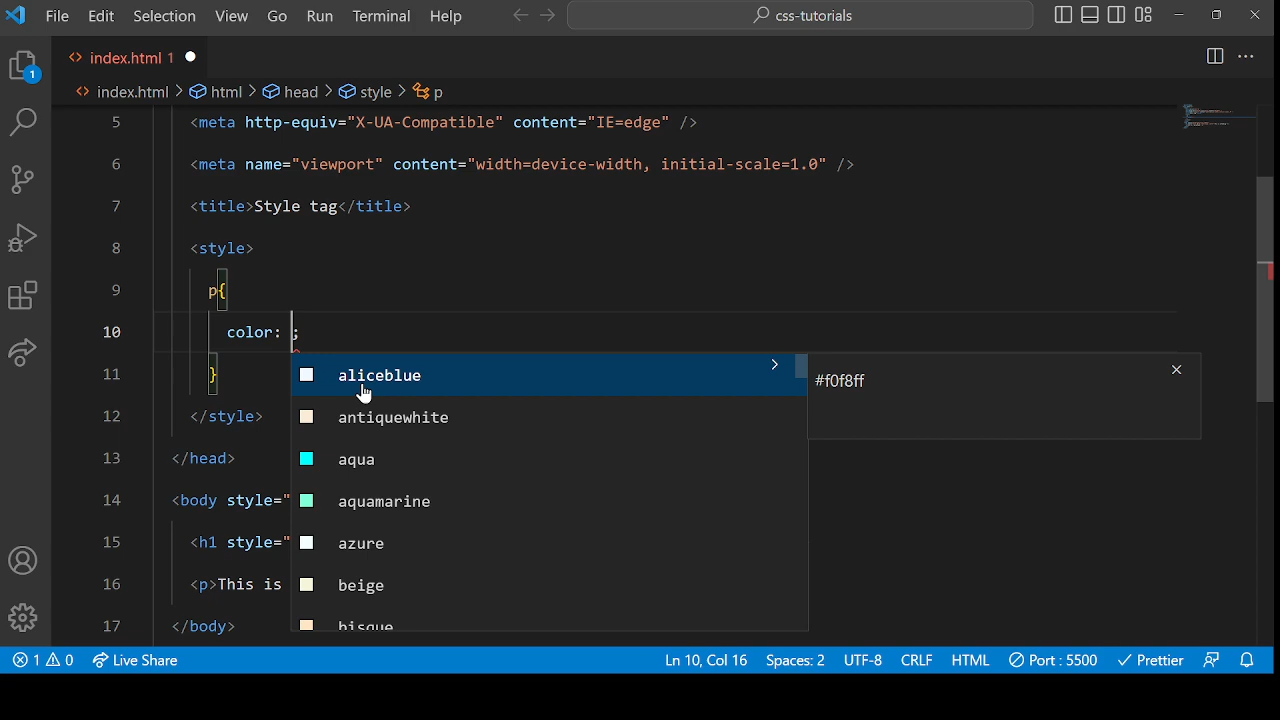 File Edit Selection View Go Run Terminal Help css-tutorials
index.html 1
index.html > html > head > style > p
1
5 <meta http-equiv="X-UA-Compatible" content="IE=edge" />
6 <meta name="viewport" content="width=device-width, initial-scale=1.0" />
7 <title>Style tag</title>
8 <style>
9 p{
10 color: ;
11 }
aliceblue
#f0f8ff
12 </style>
antiquewhite
13 </head>
aqua
14 <body style="
aquamarine
15 <h1 style="
azure
16 <p>This is
beige
17 </body>
bisque
1 0 Live Share Ln 10, Col 16 Spaces: 2 UTF-8 CRLF HTML Port : 5500 Prettier